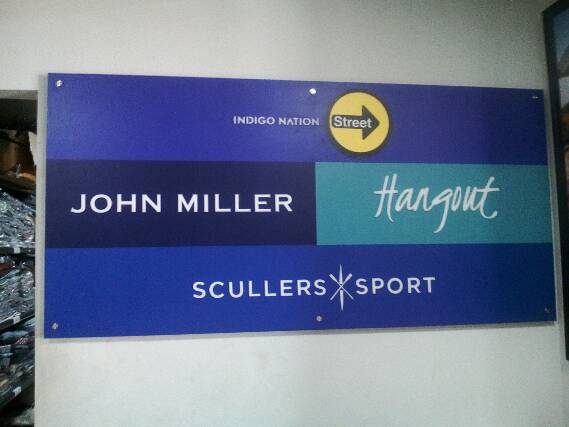 INDIGO NATION Street
JOHN MILLER Hangout
SCULLERS SPORT